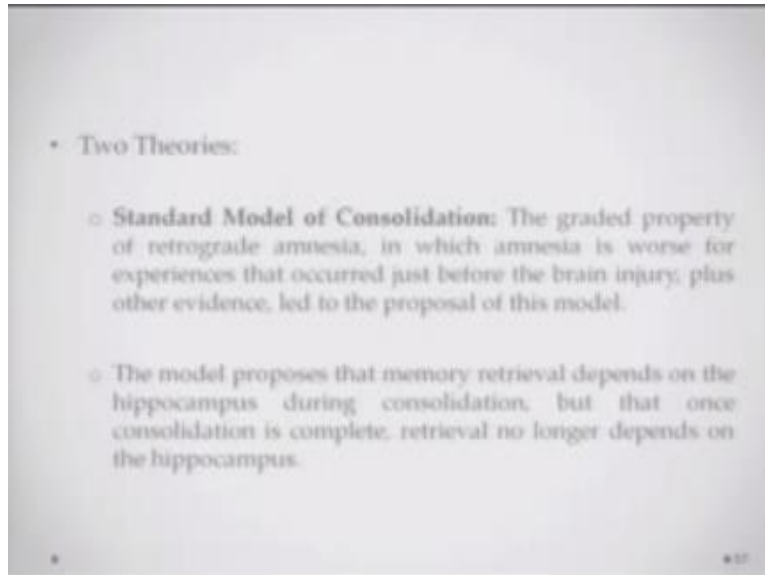 • Two Theories:
o Standard Model of Consolidation: The graded property
of retrograde amnesia, in which amnesia is worse for
experiences that occurred just before the brain injury, plus
other evidence, led to the proposal of this model.
o The model proposes that memory retrieval depends on the
hippocampus during consolidation, but that once
consolidation is complete, retrieval no longer depends on
the hippocampus.